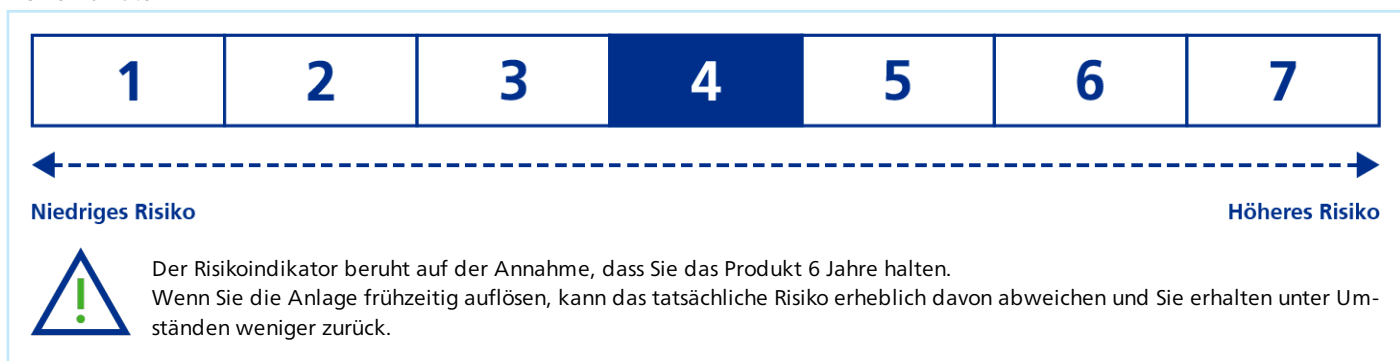 1 2 3 4 5 6 7
Niedriges Risiko Höheres Risiko
Der Risikoindikator beruht auf der Annahme, dass Sie das Produkt 6 Jahre halten.
Wenn Sie die Anlage frühzeitig auflösen, kann das tatsächliche Risiko erheblich davon abweichen und Sie erhalten unter Um-
ständen weniger zurück.